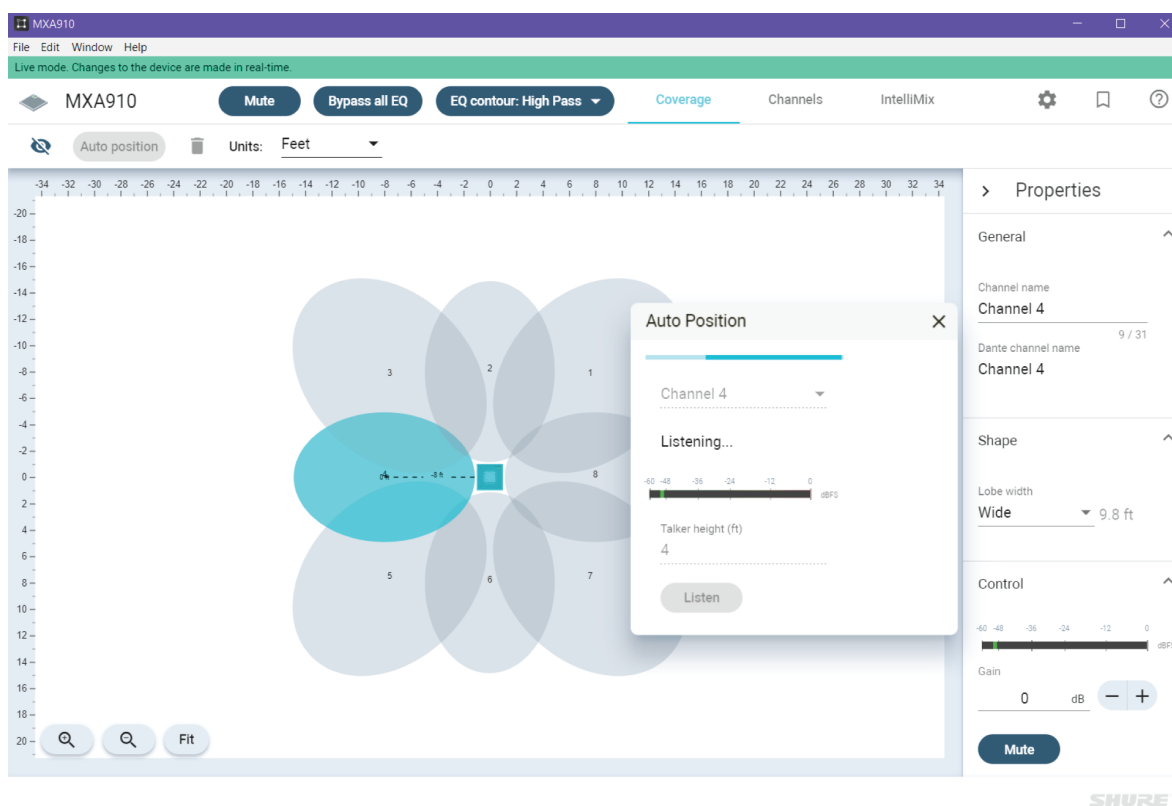 MXA910
File Edit Window Help
Live mode. Changes to the device are made in real-time.
MXA910 Mute Bypass all EQ EQ contour: High Pass Coverage Channels IntelliMix
Auto position Units: Feet
-34 -32 -30 -28 -26 -24 -22 -20 -18 -16 -14 -12 -10 -8 -6 -4 -2 0 2 4 6 8 10 12 14 16 18 20 22 24 26 28 30 32 34
-20
-18
-16
-14
-12
-10
-8
-6
-4
-2
0
2
4
6
8
10
12
14
16
18
20
3 2 1
4 -8 ft 8
5 6 7
Fit
Auto Position
Channel 4
Listening...
-60 -48 -36 -24 -12 0
dBFS
Talker height (ft)
4
Listen
Properties
General
Channel name
Channel 4
9 / 31
Dante channel name
Channel 4
Shape
Lobe width
Wide 9.8 ft
Control
-60 -48 -36 -24 -12 0
Gain
0 dB
Mute
SHURE